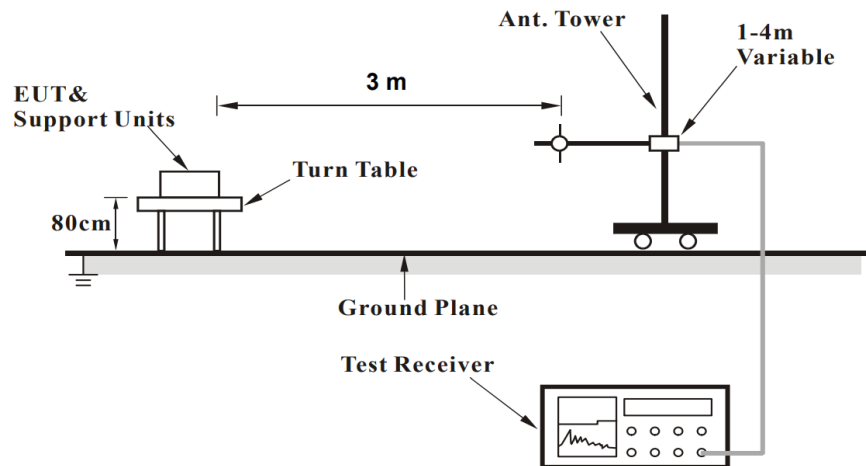 Ant. Tower
1-4m
Variable
3 m
EUT&
Support Units
Turn Table
80cm
Ground Plane
Test Receiver